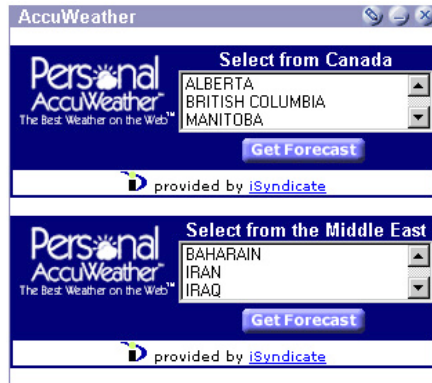 AccuWeather
Select from Canada
Personal
AccuWeather™
The Best Weather on the Web™
ALBERTA
BRITISH COLUMBIA
MANITOBA
Get Forecast
provided by iSyndicate
Select from the Middle East
Personal
AccuWeather™
The Best Weather on the Web™
BAHARAIN
IRAN
IRAQ
Get Forecast
provided by iSyndicate